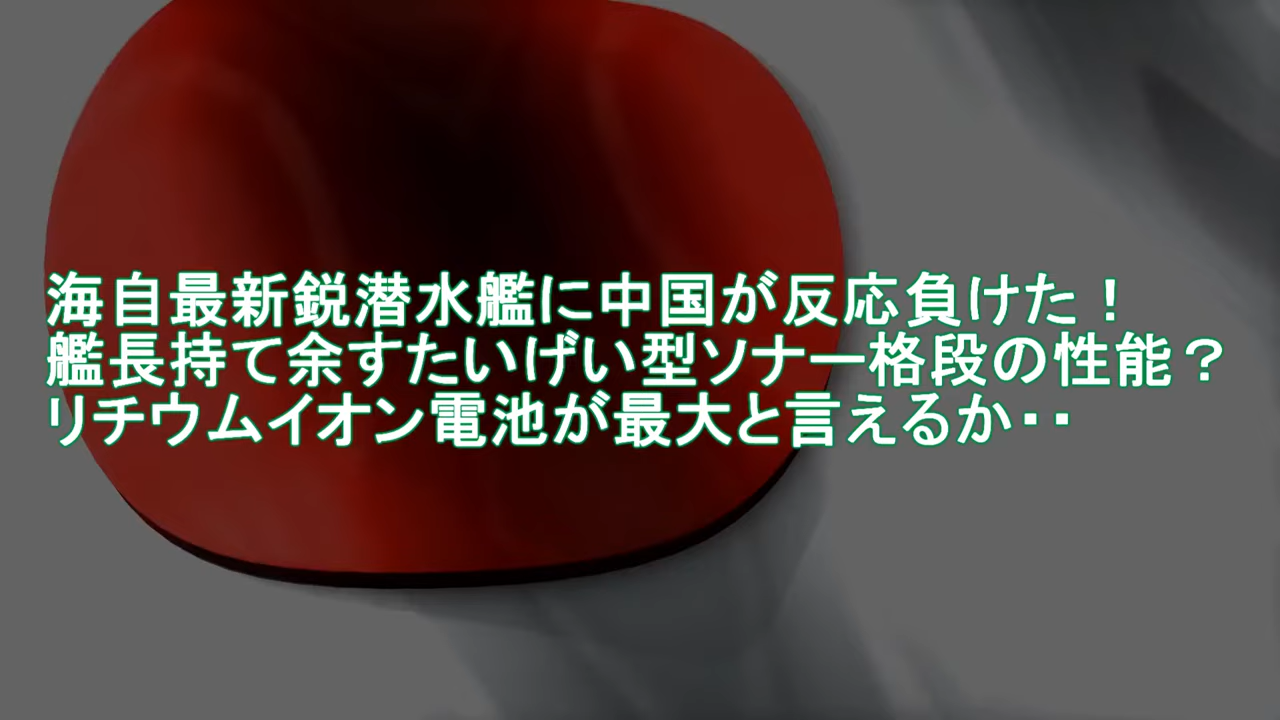 海自最新鋭潜水艦に中国が反応負けた！
艦長持て余すたいげい型ソナー格段の性能？
リチウムイオン電池が最大と言えるか・・